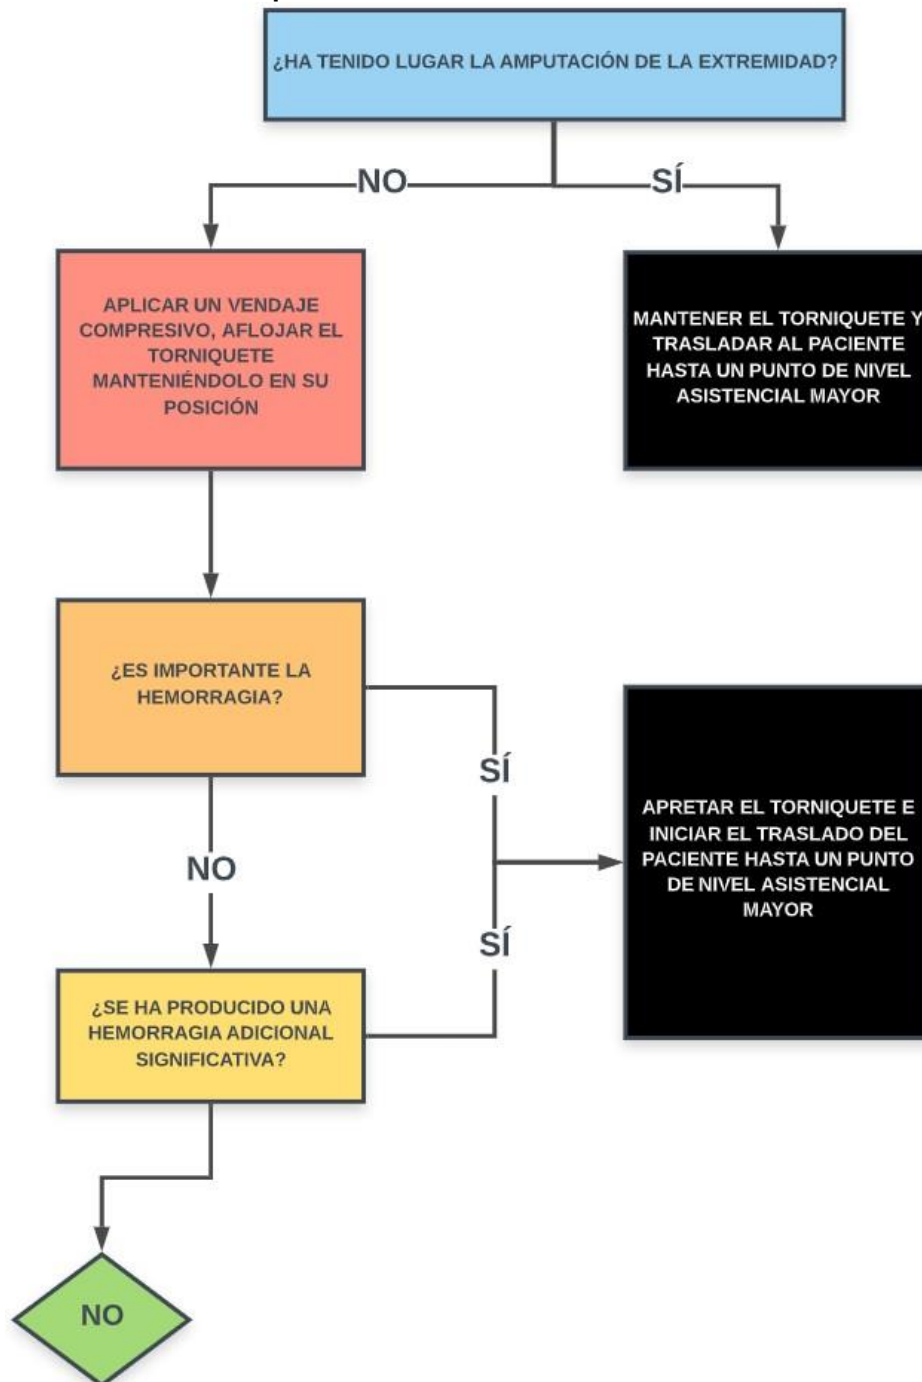 ¿HA TENIDO LUGAR LA AMPUTACIÓN DE LA EXTREMIDAD?
NO
SÍ
APLICAR UN VENDAJE
COMPRESIVO, AFLOJAR EL
TORNIQUETE
MANTENIÉNDOLO EN SU
POSICIÓN
MANTENER EL TORNIQUETE Y
TRASLADAR AL PACIENTE
HASTA UN PUNTO DE NIVEL
ASISTENCIAL MAYOR
¿ES IMPORTANTE LA
HEMORRAGIA?
SÍ
NO
APRETAR EL TORNIQUETE E
INICIAR EL TRASLADO DEL
PACIENTE HASTA UN PUNTO
DE NIVEL ASISTENCIAL
MAYOR
SÍ
¿SE HA PRODUCIDO UNA
HEMORRAGIA ADICIONAL
SIGNIFICATIVA?
NO